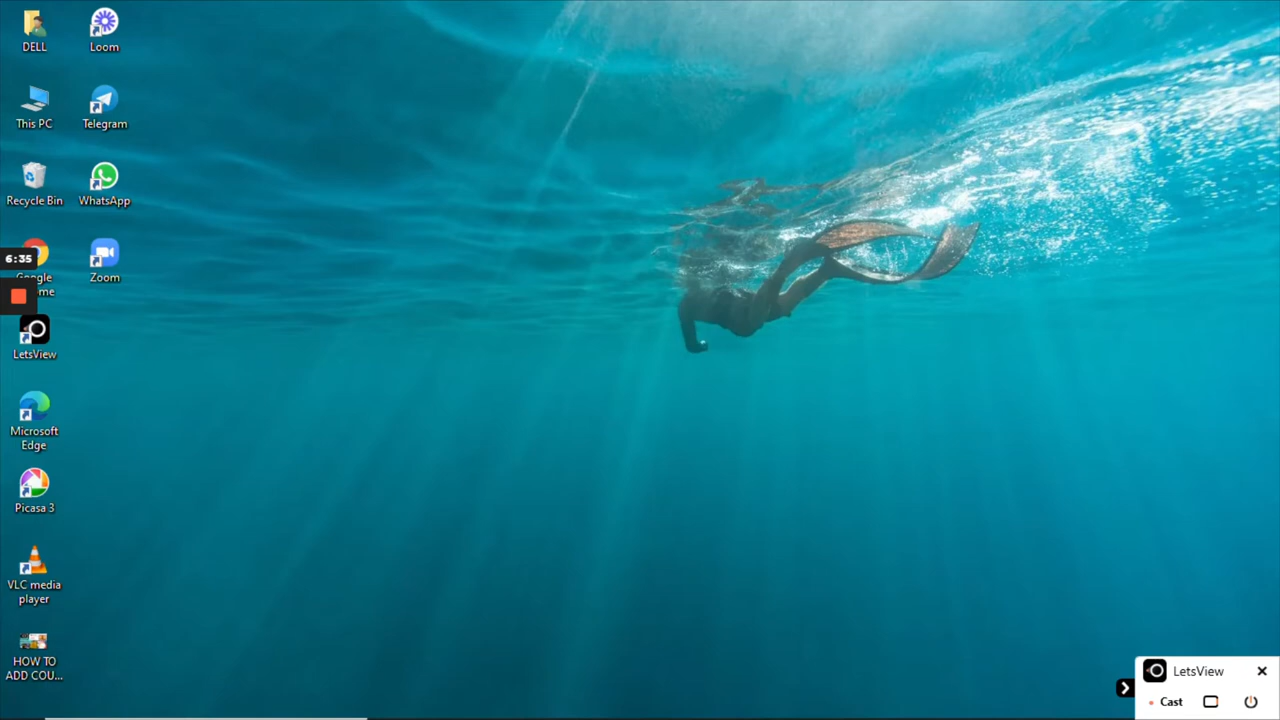 DELL
Loom
This PC
Telegram
Recycle Bin
WhatsApp
6:35
Google
Zoom
LetsView
Microsoft
Edge
Picasa 3
VLC media
player
HOW TO
ADD COU...
LetsView
Cast